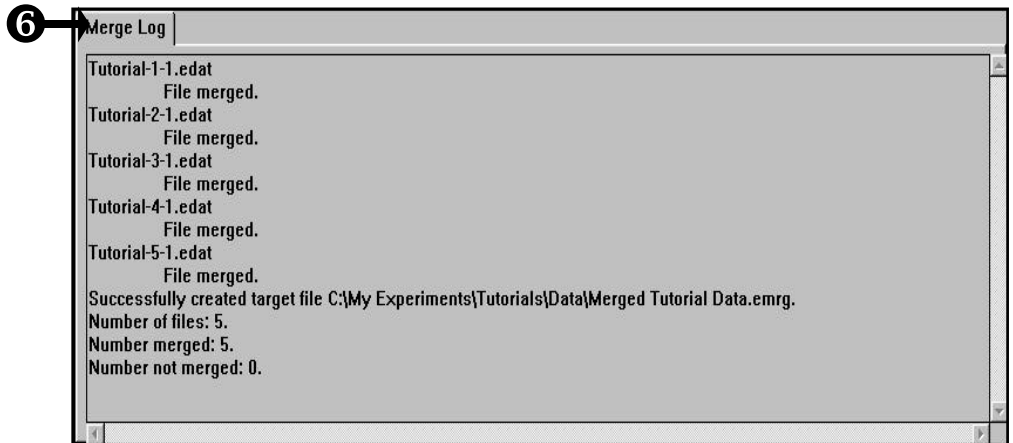 6
Merge Log
Tutorial-1-1.edat
File merged.
Tutorial-2-1.edat
File merged.
Tutorial-3-1.edat
File merged.
Tutorial-4-1.edat
File merged.
Tutorial-5-1.edat
File merged.
Successfully created target file C:\My Experiments\Tutorials\Data\Merged Tutorial Data.emrg.
Number of files: 5.
Number merged: 5.
Number not merged: 0.